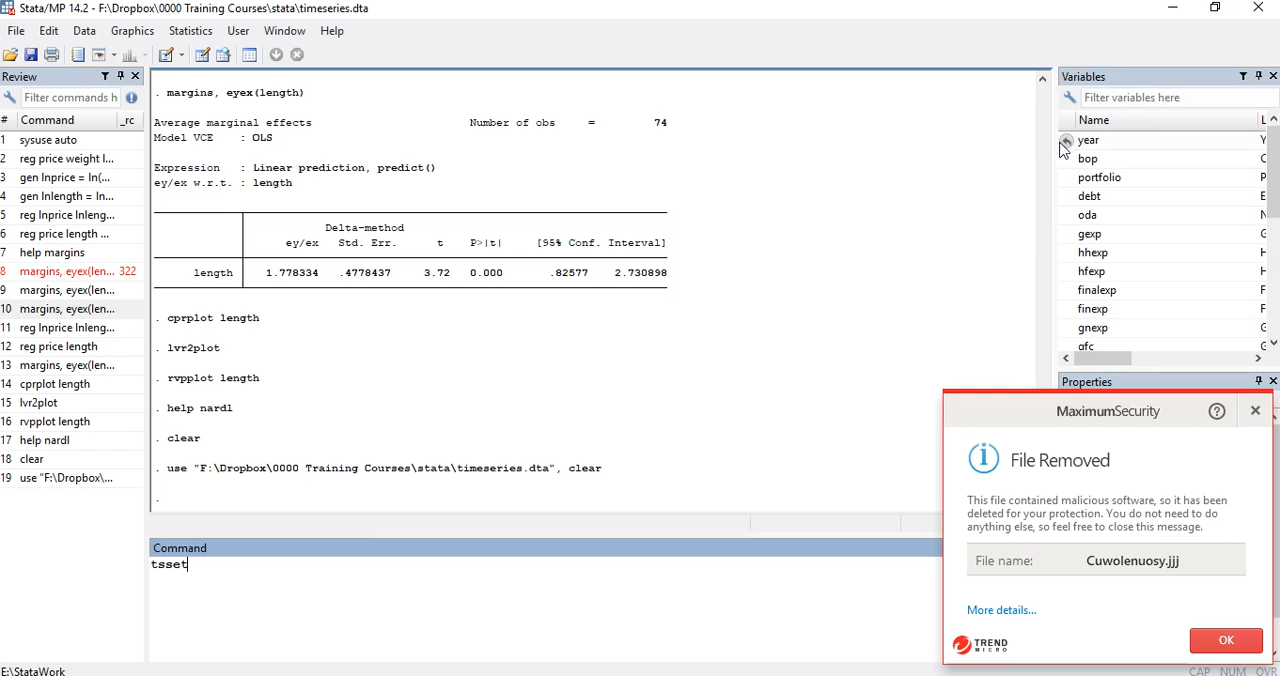 Stata/MP 14.2 - F:\Dropbox\0000 Training Courses\stata\timeseries.dta
File Edit Data Graphics Statistics User Window Help
Review
Filter commands h
# Command _rc
1 sysuse auto
2 reg price weight l...
3 gen lnprice = ln(...
4 gen lnlength = ln...
5 reg lnprice lnleng...
6 reg price length ...
7 help margins
8 margins, eyex(len... 322
9 margins, eyex(len...
10 margins, eyex(len...
11 reg lnprice lnleng...
12 reg price length
13 margins, eyex(len...
14 cprplot length
15 lvr2plot
16 rvpplot length
17 help nardl
18 clear
19 use "F:\Dropbox\...
. margins, eyex(length)
Average marginal effects Number of obs = 74
Model VCE : OLS
Expression : Linear prediction, predict()
ey/ex w.r.t. : length
Delta-method
ey/ex Std. Err. t P>|t| [95% Conf. Interval]
length 1.778334 .4778437 3.72 0.000 .82577 2.730898
. cprplot length
. lvr2plot
. rvpplot length
. help nardl
. clear
. use "F:\Dropbox\0000 Training Courses\stata\timeseries.dta", clear
.
Command
tsset
Variables
Filter variables here
Name L
year Y
bop C
portfolio P
debt E
oda N
gexp G
hhexp H
hfexp H
finalexp F
finexp F
gnexp G
gfc G
Properties
MaximumSecurity
File Removed
This file contained malicious software, so it has been
deleted for your protection. You do not need to do
anything else, so feel free to close this message.
File name: Cuwolenuosy.jjj
More details...
TREND
MICRO
OK
E:\StataWork
CAP NUM OVR